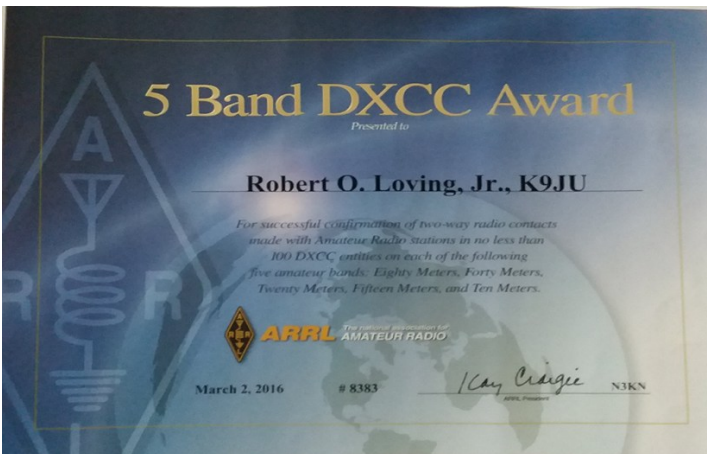 5 Band DXCC Award
Presented to
Robert O. Loving, Jr., K9JU
For successful confirmation of two-way radio contacts
made with Amateur Radio stations in no less than
100 DXCC entities on each of the following
five amateur bands: Eighty Meters, Forty Meters,
Twenty Meters, Fifteen Meters, and Ten Meters.
A
R R
L
A
R R
L
ARRL The national association for
AMATEUR RADIO
March 2, 2016 # 8383 Kay Craigie N3KN
ARRL President